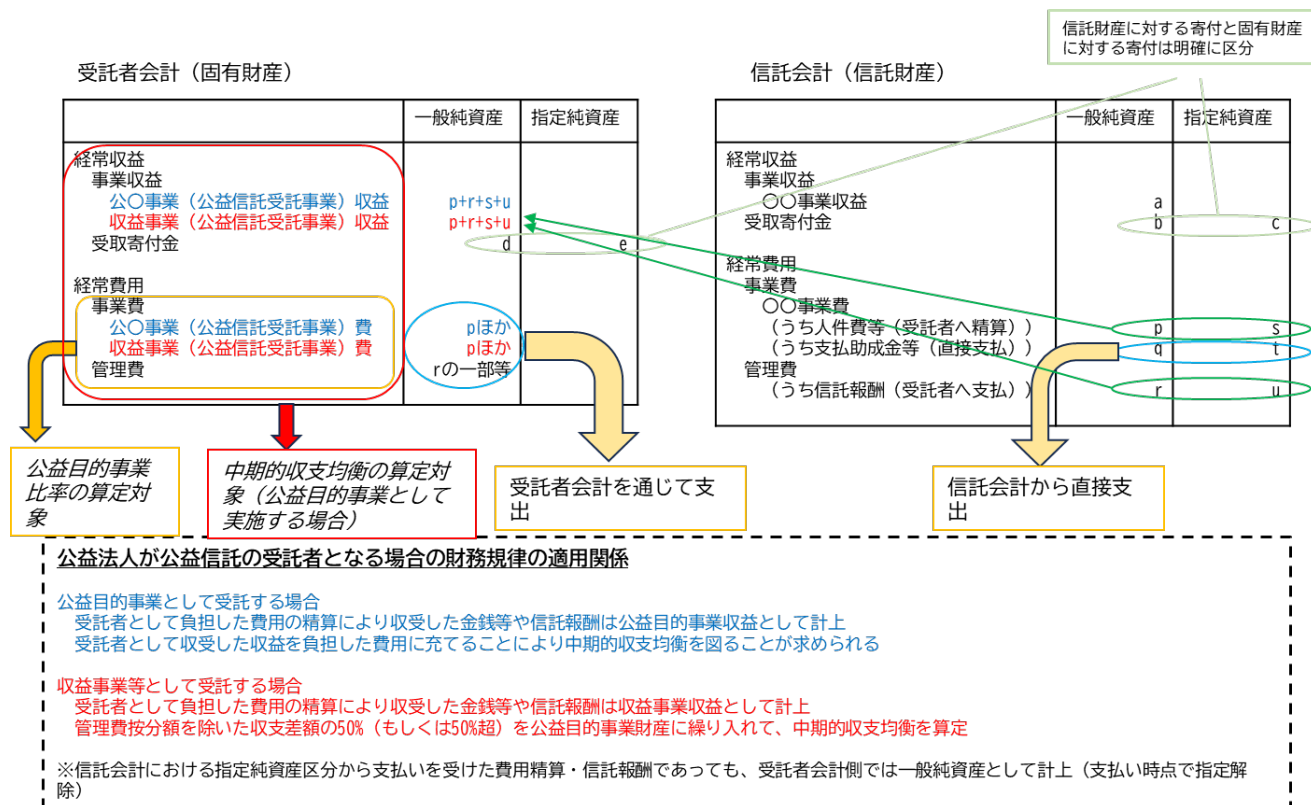 信託財産に対する寄付と固有財産
に対する寄付は明確に区分
受託者会計（固有財産）
一般純資産 指定純資産
経常収益
事業収益
公〇事業（公益信託受託事業）収益 p+r+s+u
収益事業（公益信託受託事業）収益 p+r+s+u
受取寄付金 d e
経常費用
事業費
公〇事業（公益信託受託事業）費 pほか
収益事業（公益信託受託事業）費 pほか
管理費 rの一部等
信託会計（信託財産）
一般純資産 指定純資産
経常収益
事業収益
〇〇事業収益 a
受取寄付金 b c
経常費用
事業費
〇〇事業費
（うち人件費等（受託者へ精算）） p s
（うち支払助成金等（直接支払）） q t
管理費
（うち信託報酬（受託者へ支払） ） r u
公益目的事業
比率の算定対
象
中期的収支均衡の算定対
象（公益目的事業として
実施する場合）
受託者会計を通じて支
出
信託会計から直接支
出
公益法人が公益信託の受託者となる場合の財務規律の適用関係
公益目的事業として受託する場合
受託者として負担した費用の精算により収受した金銭等や信託報酬は公益目的事業収益として計上
受託者として収受した収益を負担した費用に充てることにより中期的収支均衡を図ることが求められる
収益事業等として受託する場合
受託者として負担した費用の精算により収受した金銭等や信託報酬は収益事業収益として計上
管理費按分額を除いた収支差額の50%（もしくは50%超）を公益目的事業財産に繰り入れて、中期的収支均衡を算定
※信託会計における指定純資産区分から支払いを受けた費用精算・信託報酬であっても、受託者会計側では一般純資産として計上（支払い時点で指定解
除）